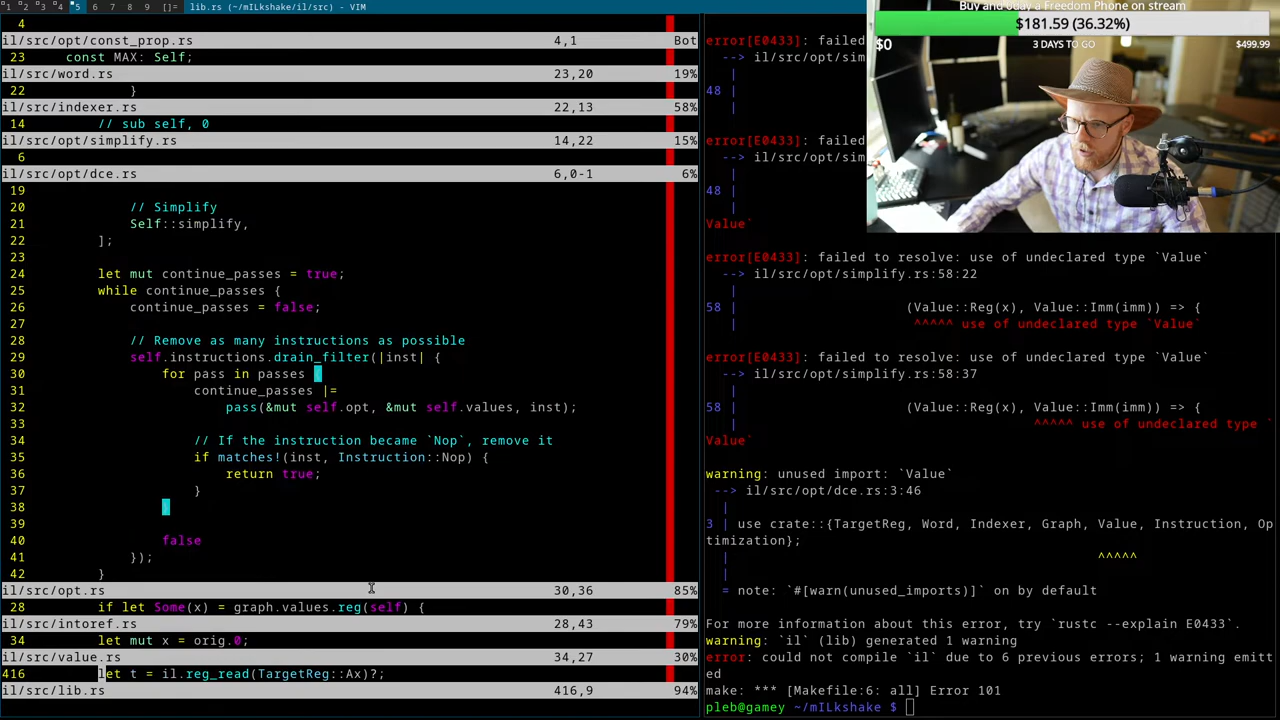 1 2 3 4 5 6 7 8 9 []= lib.rs (~/mILkshake/il/src) - VIM
4
il/src/opt/const_prop.rs 4,1 Bot
23 const MAX: Self;
il/src/word.rs 23,20 19%
22 }
il/src/indexer.rs 22,13 58%
14 // sub self, 0
il/src/opt/simplify.rs 14,22 15%
6
il/src/opt/dce.rs 6,0-1 6%
19
20 // Simplify
21 Self::simplify,
22 ];
23
24 let mut continue_passes = true;
25 while continue_passes {
26 continue_passes = false;
27
28 // Remove as many instructions as possible
29 self.instructions.drain_filter(|inst| {
30 for pass in passes {
31 continue_passes |=
32 pass(&mut self.opt, &mut self.values, inst);
33
34 // If the instruction became `Nop`, remove it
35 if matches!(inst, Instruction::Nop) {
36 return true;
37 }
38 }
39
40 false
41 });
42 }
il/src/opt.rs 30,36 85%
28 if let Some(x) = graph.values.reg(self) {
il/src/intoref.rs 28,43 79%
34 let mut x = orig.0;
il/src/value.rs 34,27 30%
416 let t = il.reg_read(TargetReg::Ax)?;
il/src/lib.rs 416,9 94%
Buy and 0day a Freedom Phone on stream
$181.59 (36.32%)
$0 3 DAYS TO GO $499.99
error[E0433]: failed
--> il/src/sim
|
48 |
|
error[E0433]: failed
--> il/src/sim
|
48 |
|
Value`
error[E0433]: failed to resolve: use of undeclared type `Value`
--> il/src/opt/simplify.rs:58:22
|
58 | (Value::Reg(x), Value::Imm(imm)) => {
| ^^^^^ use of undeclared type `Value`
error[E0433]: failed to resolve: use of undeclared type `Value`
--> il/src/opt/simplify.rs:58:37
|
58 | (Value::Reg(x), Value::Imm(imm)) => {
| ^^^^^ use of undeclared type `
Value`
warning: unused import: `Value`
--> il/src/opt/dce.rs:3:46
|
3 | use crate::{TargetReg, Word, Indexer, Graph, Value, Instruction, Op
timization};
| ^^^^^
|
= note: `#[warn(unused_imports)]` on by default
For more information about this error, try `rustc --explain E0433`.
warning: `il` (lib) generated 1 warning
error: could not compile `il` due to 6 previous errors; 1 warning emitt
ed
make: *** [Makefile:6: all] Error 101
pleb@gamey ~/mILkshake $